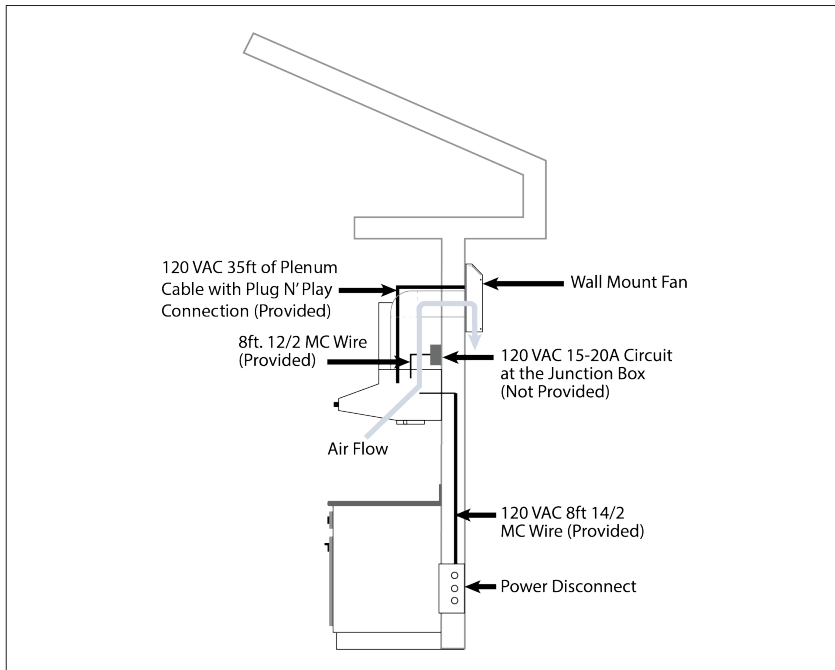 120 VAC 35ft of Plenum
Cable with Plug N’ Play
Connection (Provided)
Wall Mount Fan
8ft. 12/2 MC Wire
(Provided)
120 VAC 15-20A Circuit
at the Junction Box
(Not Provided)
Air Flow
120 VAC 8ft 14/2
MC Wire (Provided)
Power Disconnect